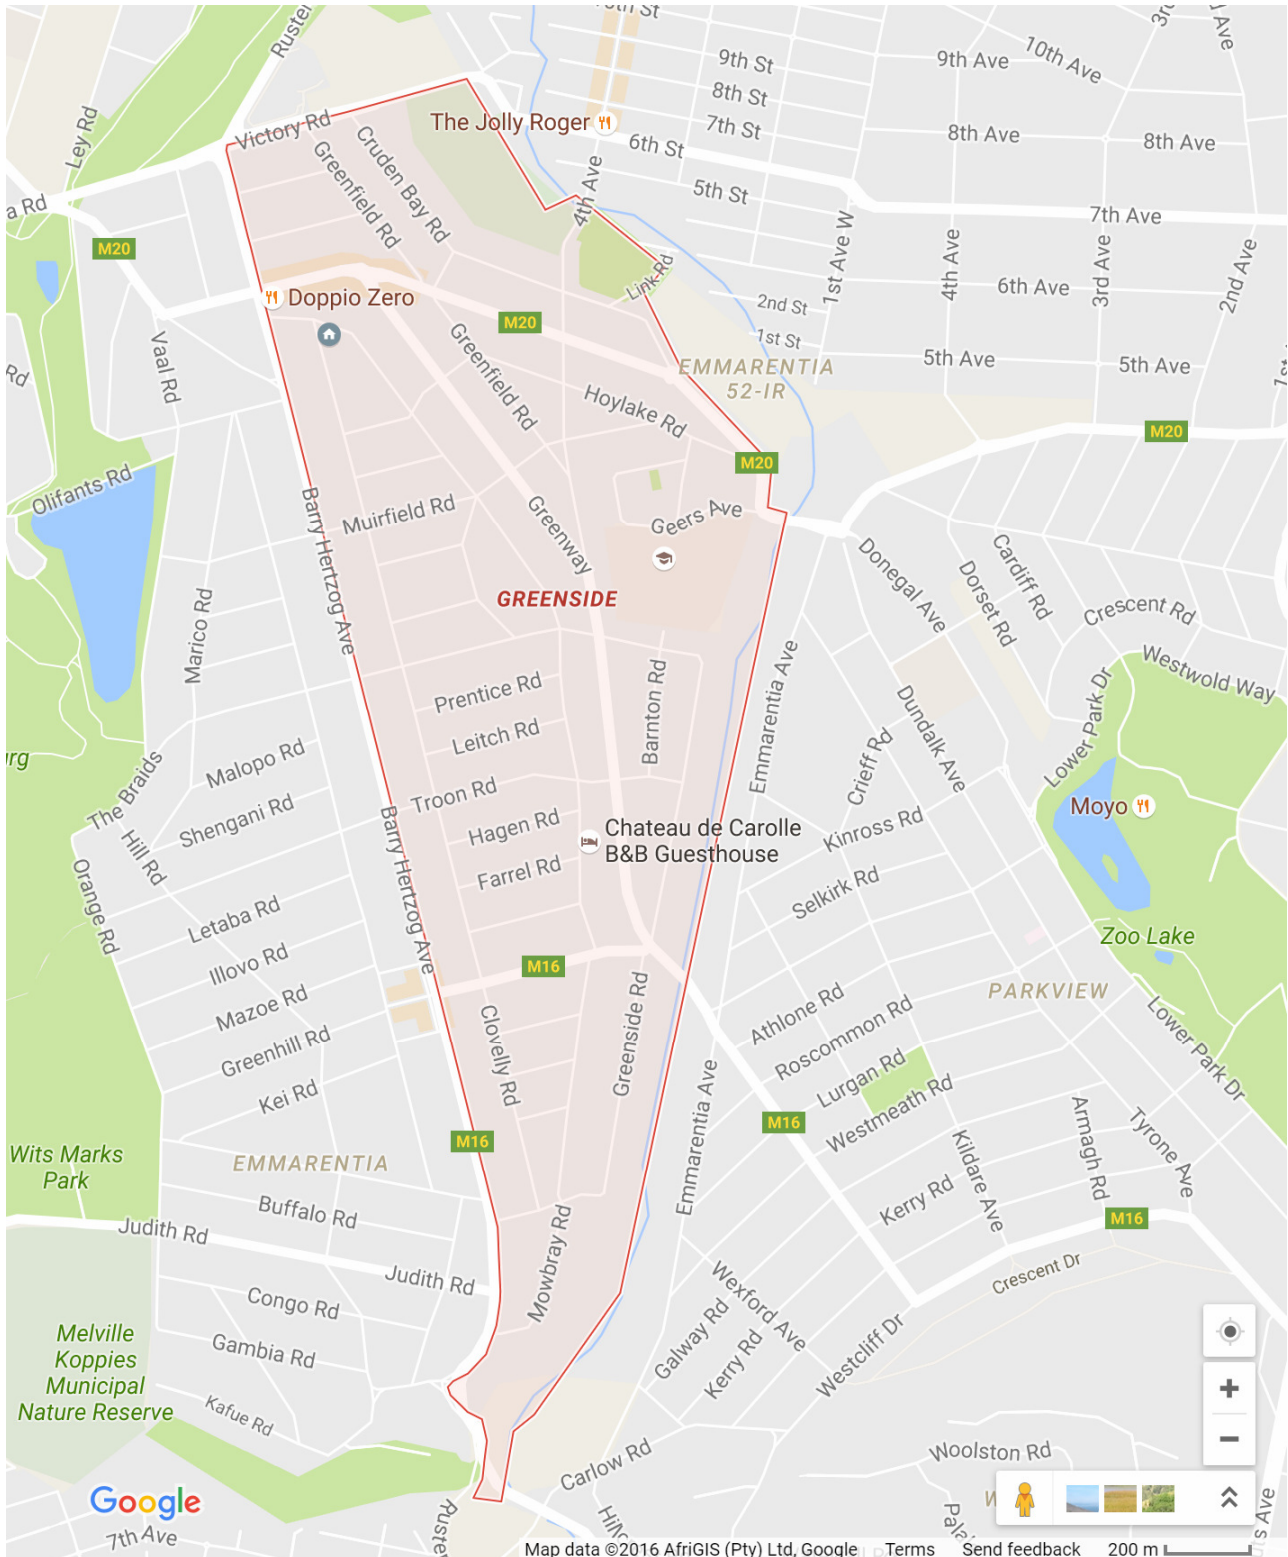 9th St
8th St
7th St
6th St
5th St
9th Ave
10th Ave
8th Ave
8th Ave
Ley Rd
Victory Rd
The Jolly Roger
Cruden Bay Rd
Greenfield Rd
4th Ave
7th Ave
a Rd
M20
Doppio Zero
Link Rd
1st Ave W
4th Ave
6th Ave
3rd Ave
2nd Ave
2nd St
1st St
M20
Greenfield Rd
EMMARENTIA
52-IR
5th Ave
5th Ave
Vaal Rd
Rd
Hoylake Rd
M20
M20
Olifants Rd
Barry Hertzog Ave
Muirfield Rd
Greenway
Geers Ave
Donegal Ave
Cardiff Rd
Dorset Rd
Crescent Rd
Westwold Way
GREENSIDE
Marico Rd
Prentice Rd
Leitch Rd
Barnton Rd
Emmarentia Ave
Dundalk Ave
Lower Park Dr
Crieff Rd
Malopo Rd
The Braids
Shengani Rd
Troon Rd
Hagen Rd
Farrel Rd
Chateau de Carolle
B&B Guesthouse
Kinross Rd
Moyo
Hill Rd
Orange Rd
Barry Hertzog Ave
Selkirk Rd
Letaba Rd
Illovo Rd
Zoo Lake
M16
Mazoe Rd
Greenside Rd
Athlone Rd
PARKVIEW
Roscommon Rd
Lower Park Dr
Greenhill Rd
Clovelly Rd
Lurgan Rd
Kei Rd
Westmeath Rd
Emmarentia Ave
M16
M16
Armagh Rd
Tyrone Ave
Kildare Ave
Wits Marks
Park
EMMARENTIA
Kerry Rd
M16
Buffalo Rd
Judith Rd
Judith Rd
Mowbray Rd
Crescent Dr
Wexford Ave
Congo Rd
Galway Rd
Kerry Rd
Westcliff Dr
Gambia Rd
Melville
Koppies
Municipal
Nature Reserve
Kafue Rd
Carlow Rd
Woolston Rd
Google
7th Ave
Map data ©2016 AfriGIS (Pty) Ltd, Google Terms Send feedback 200 m